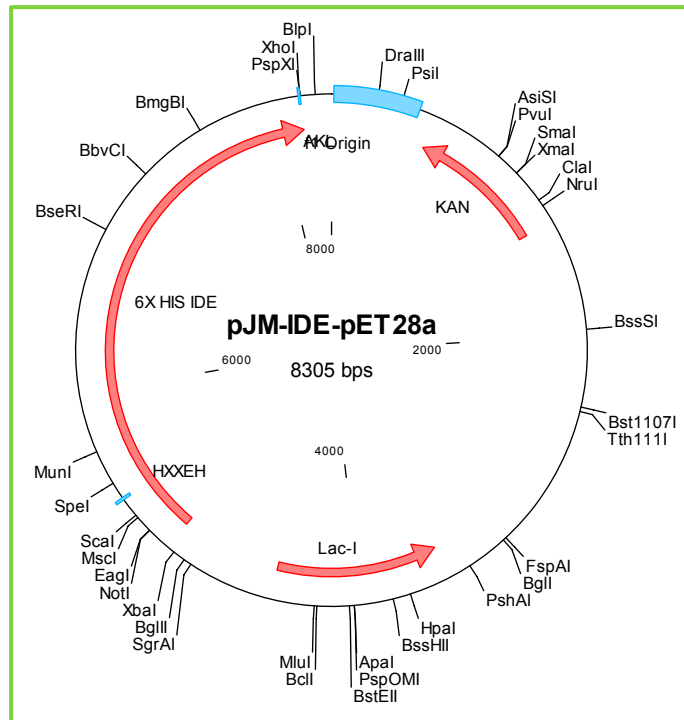 BlpI
XhoI
PspXI
DraIII
PsiI
BmgBI
AsiSI
PvuI
SmaI
XmaI
ClaI
NruI
AKL
f1 Origin
BbvCI
KAN
BseRI
8000
6X HIS IDE
pJM-IDE-pET28a
BssSI
6000
8305 bps
2000
Bst1107I
Tth111I
4000
MunI
HXXEH
SpeI
ScaI
MscI
EagI
NotI
XbaI
BglII
SgrAI
Lac-I
FspAI
BglI
PshAI
HpaI
BssHII
MluI
BclI
ApaI
PspOMI
BstEII